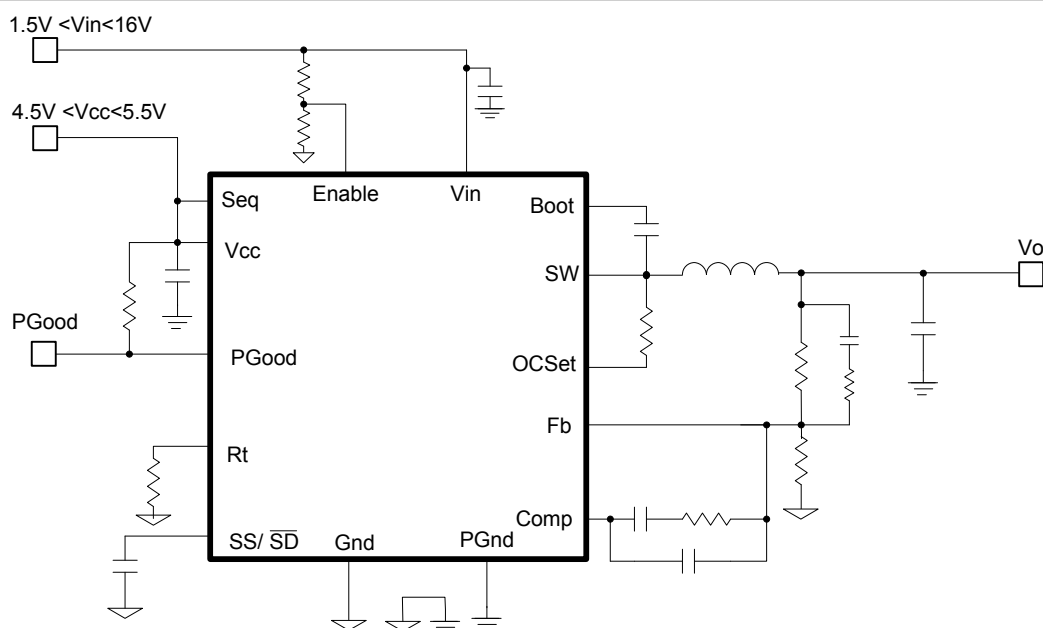 1.5V <Vin<16V
4.5V <Vcc<5.5V
Enable
Vin
Seq
Boot
Vcc
Vo
SW
PGood
PGood
OCSet
Fb
Rt
Comp
SS/ SD
Gnd
PGnd